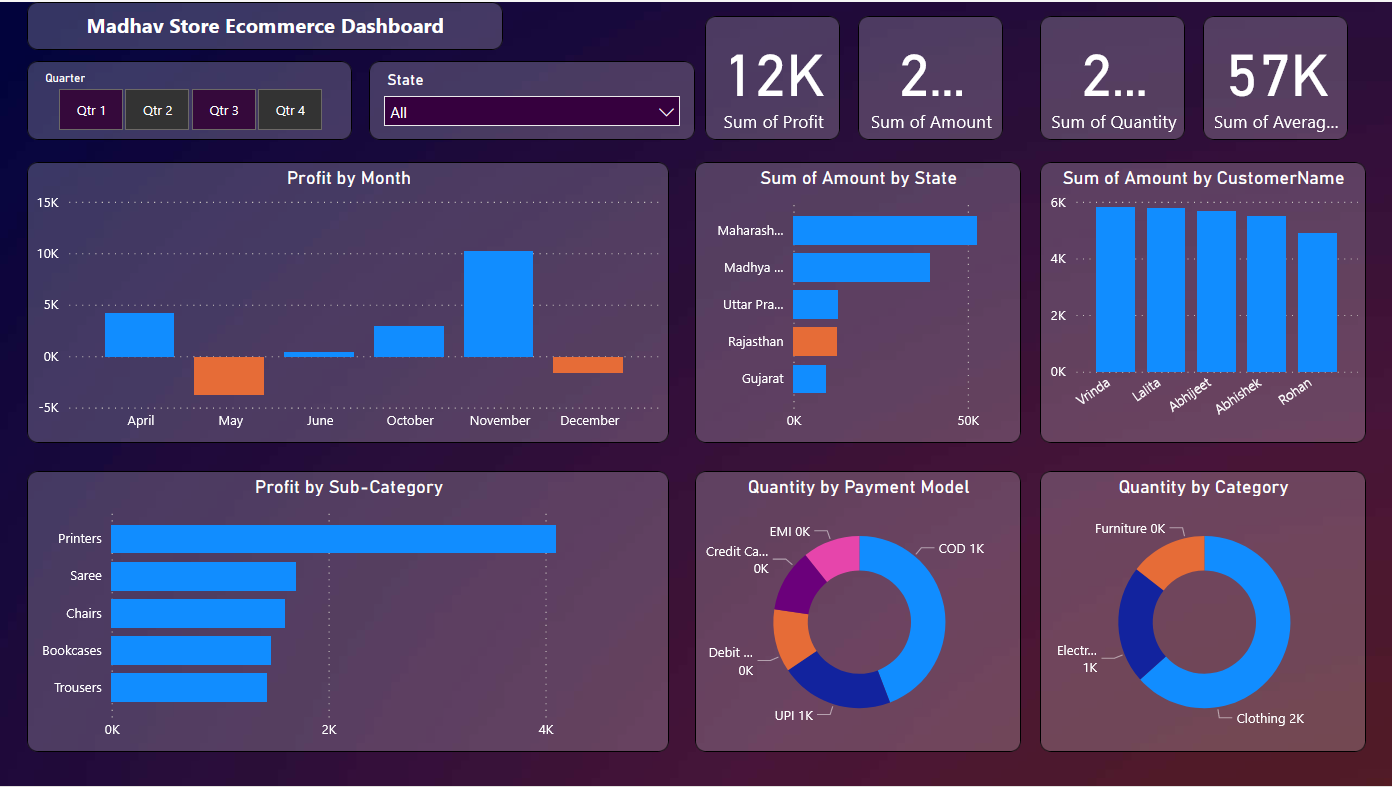 Madhav Store Ecommerce Dashboard
Quarter
Qtr 1
Qtr 2
Qtr 3
Qtr 4
State
All
12K
Sum of Profit
2...
Sum of Amount
2...
Sum of Quantity
57K
Sum of Averag...
Profit by Month
15K
10K
5K
0K
-5K
April
May
June
October
November
December
Sum of Amount by State
Maharash...
Madhya ...
Uttar Pra...
Rajasthan
Gujarat
0K
50K
Sum of Amount by CustomerName
6K
4K
2K
0K
Vrinda
Lalita
Abhijeet
Abhishek
Rohan
Profit by Sub-Category
Printers
Saree
Chairs
Bookcases
Trousers
0K
2K
4K
Quantity by Payment Model
EMI 0K
COD 1K
Credit Ca...
0K
Debit ...
0K
UPI 1K
Quantity by Category
Furniture 0K
Electr...
1K
Clothing 2K